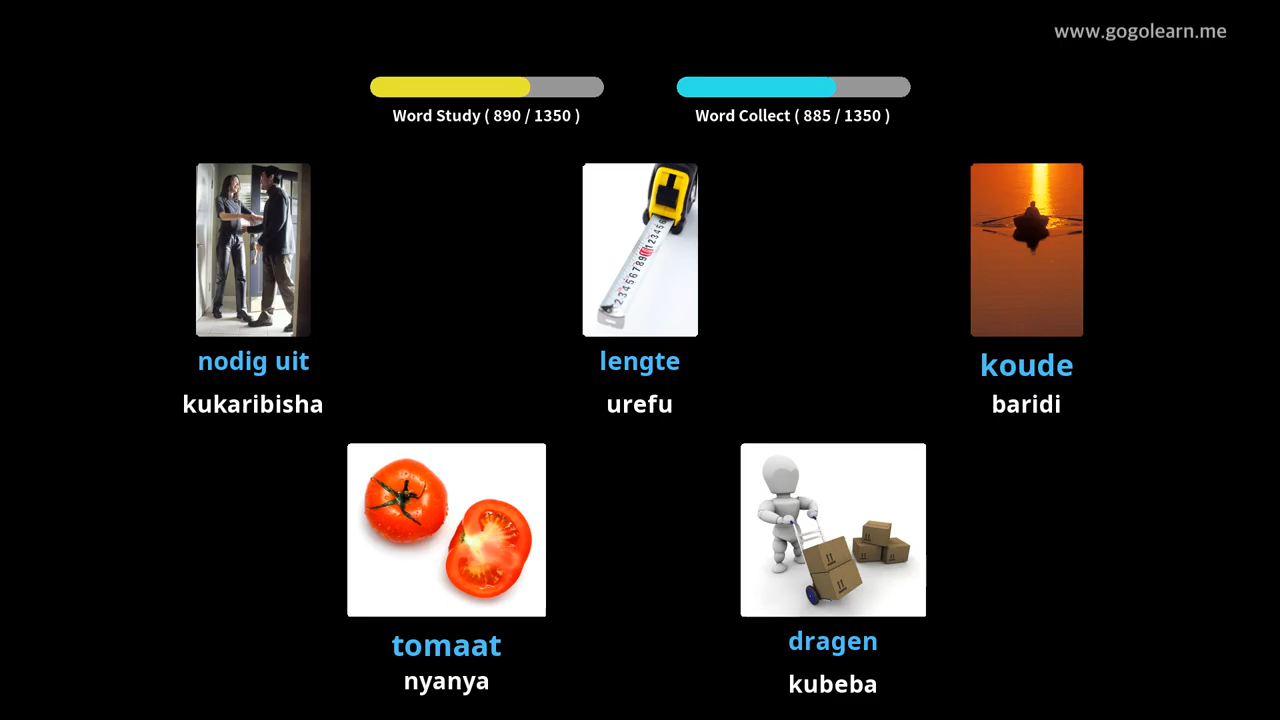 www.gogolearn.me
Word Study ( 890 / 1350 )
Word Collect ( 885 / 1350 )
nodig uit
kukaribisha
lengte
urefu
koude
baridi
tomaat
nyanya
dragen
kubeba